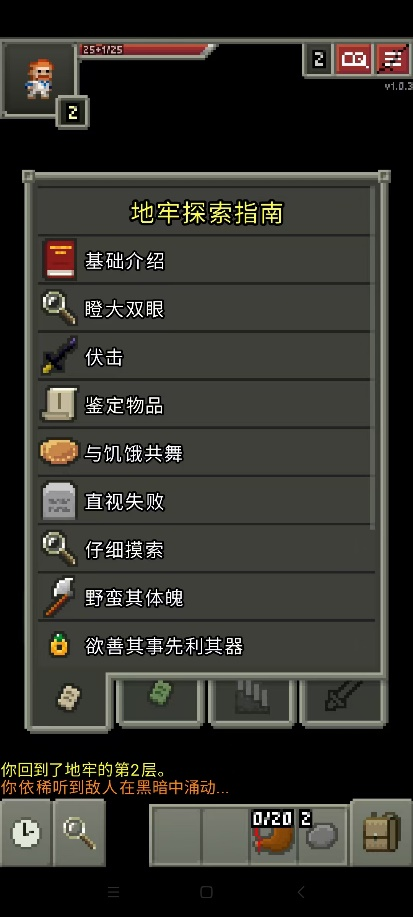 25+1/25
2
v1.0.3
2
地牢探索指南
基础介绍
瞪大双眼
伏击
鉴定物品
与饥饿共舞
直视失败
仔细摸索
野蛮其体魄
欲善其事先利其器
你回到了地牢的第2层。
你依稀听到敌人在黑暗中涌动...
0/20
2